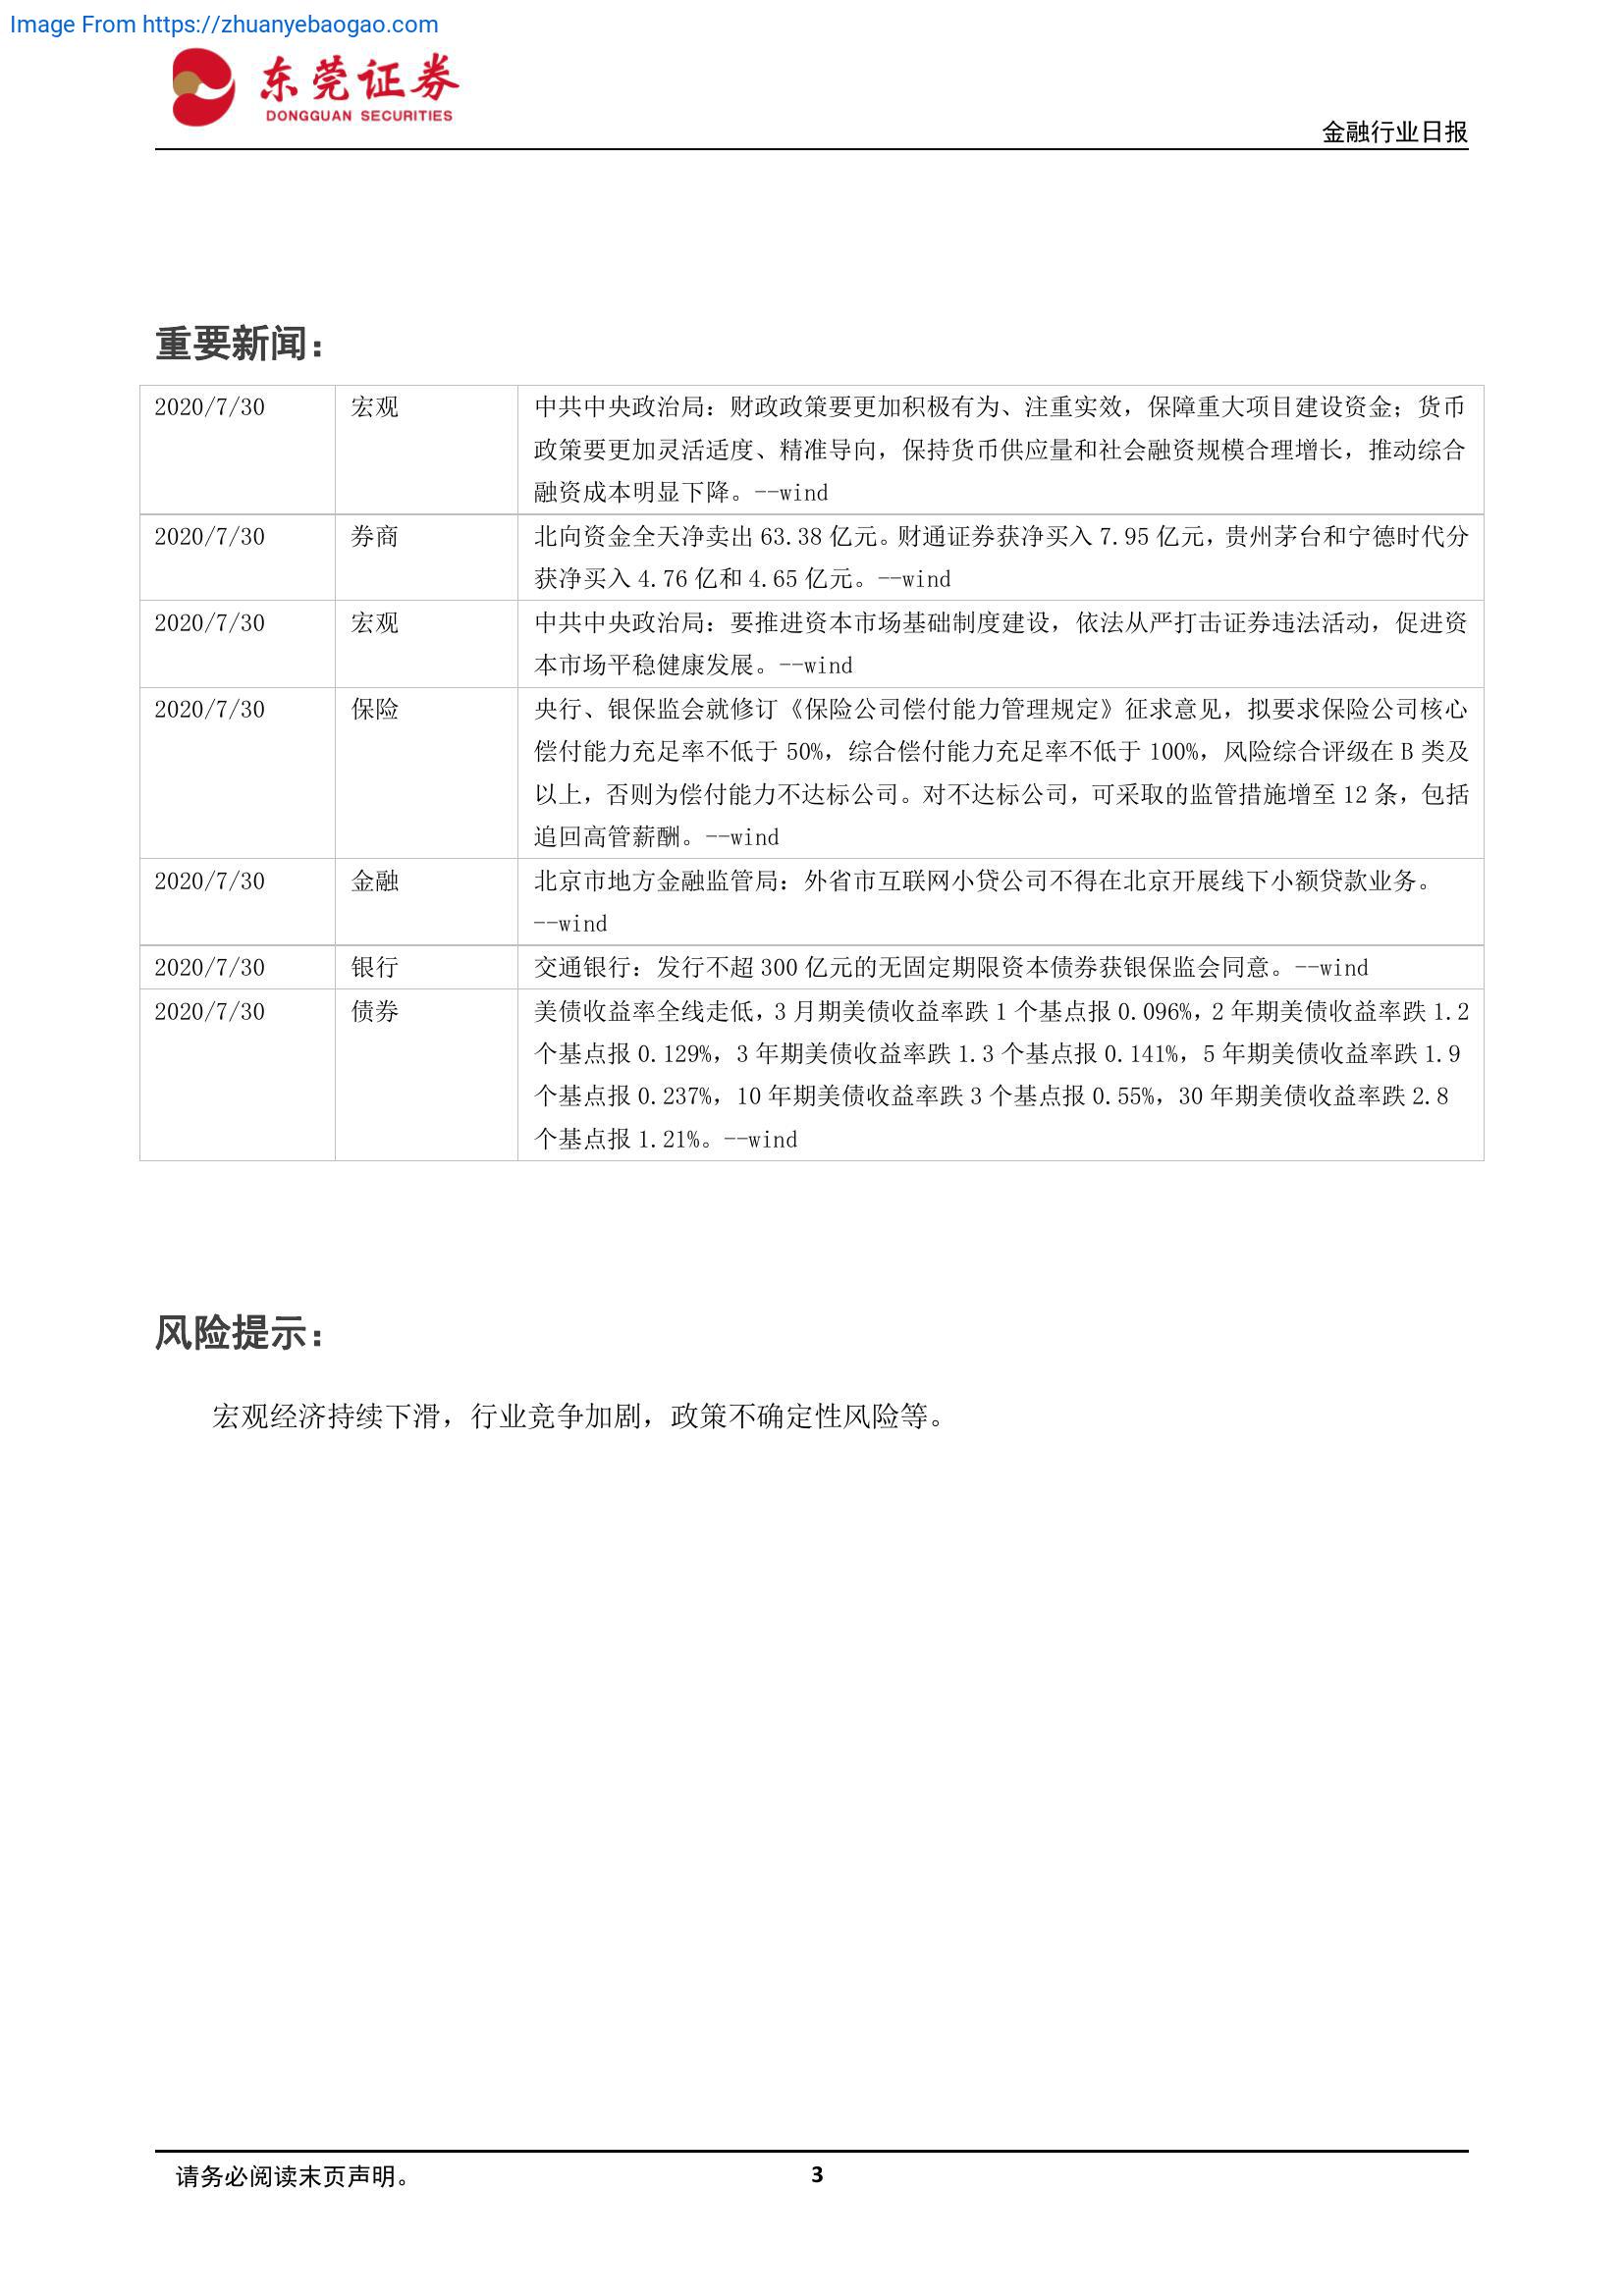 Image From https://zhuanyebaogao.com
东莞证券
DONGGUAN SECURITIES
金融行业日报
重要新闻：
2020/7/30 宏观 中共中央政治局：财政政策要更加积极有为、注重实效，保障重大项目建设资金；货币
政策要更加灵活适度、精准导向，保持货币供应量和社会融资规模合理增长，推动综合
融资成本明显下降。--wind
2020/7/30 券商 北向资金全天净卖出 63.38 亿元。财通证券获净买入 7.95 亿元，贵州茅台和宁德时代分
获净买入 4.76 亿和 4.65 亿元。--wind
2020/7/30 宏观 中共中央政治局：要推进资本市场基础制度建设，依法从严打击证券违法活动，促进资
本市场平稳健康发展。--wind
2020/7/30 保险 央行、银保监会就修订《保险公司偿付能力管理规定》征求意见，拟要求保险公司核心
偿付能力充足率不低于 50%，综合偿付能力充足率不低于 100%，风险综合评级在 B 类及
以上，否则为偿付能力不达标公司。对不达标公司，可采取的监管措施增至 12 条，包括
追回高管薪酬。--wind
2020/7/30 金融 北京市地方金融监管局：外省市互联网小贷公司不得在北京开展线下小额贷款业务。
--wind
2020/7/30 银行 交通银行：发行不超 300 亿元的无固定期限资本债券获银保监会同意。--wind
2020/7/30 债券 美债收益率全线走低，3 月期美债收益率跌 1 个基点报 0.096%，2 年期美债收益率跌 1.2
个基点报 0.129%，3 年期美债收益率跌 1.3 个基点报 0.141%，5 年期美债收益率跌 1.9
个基点报 0.237%，10 年期美债收益率跌 3 个基点报 0.55%，30 年期美债收益率跌 2.8
个基点报 1.21%。--wind
风险提示：
宏观经济持续下滑，行业竞争加剧，政策不确定性风险等。
请务必阅读末页声明。 3